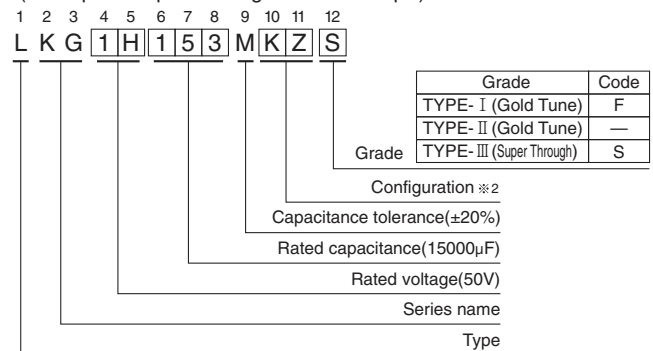 1 2 3 4 5 6 7 8 9 10 11 12
L K G 1 H 1 5 3 M K Z S
Grade Code
TYPE-Ⅰ (Gold Tune) F
TYPE-Ⅱ (Gold Tune) —
Grade TYPE-Ⅲ (Super Through) S
Configuration ※2
Capacitance tolerance(±20%)
Rated capacitance(15000µF)
Rated voltage(50V)
Series name
Type